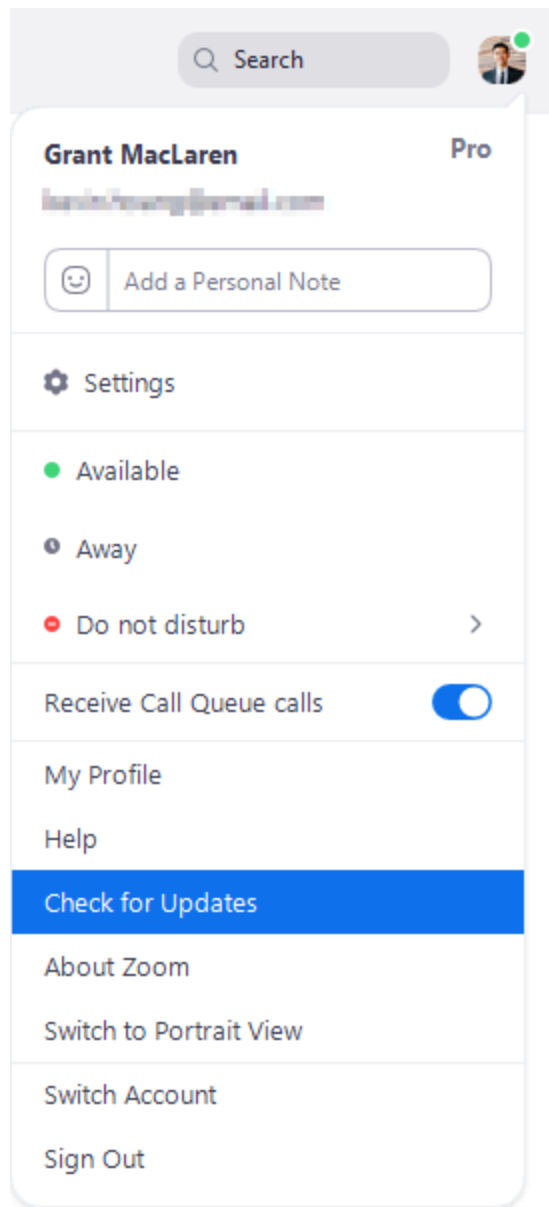 Search
Grant MacLaren
Pro
Add a Personal Note
Settings
Available
Away
Do not disturb
Receive Call Queue calls
My Profile
Help
Check for Updates
About Zoom
Switch to Portrait View
Switch Account
Sign Out